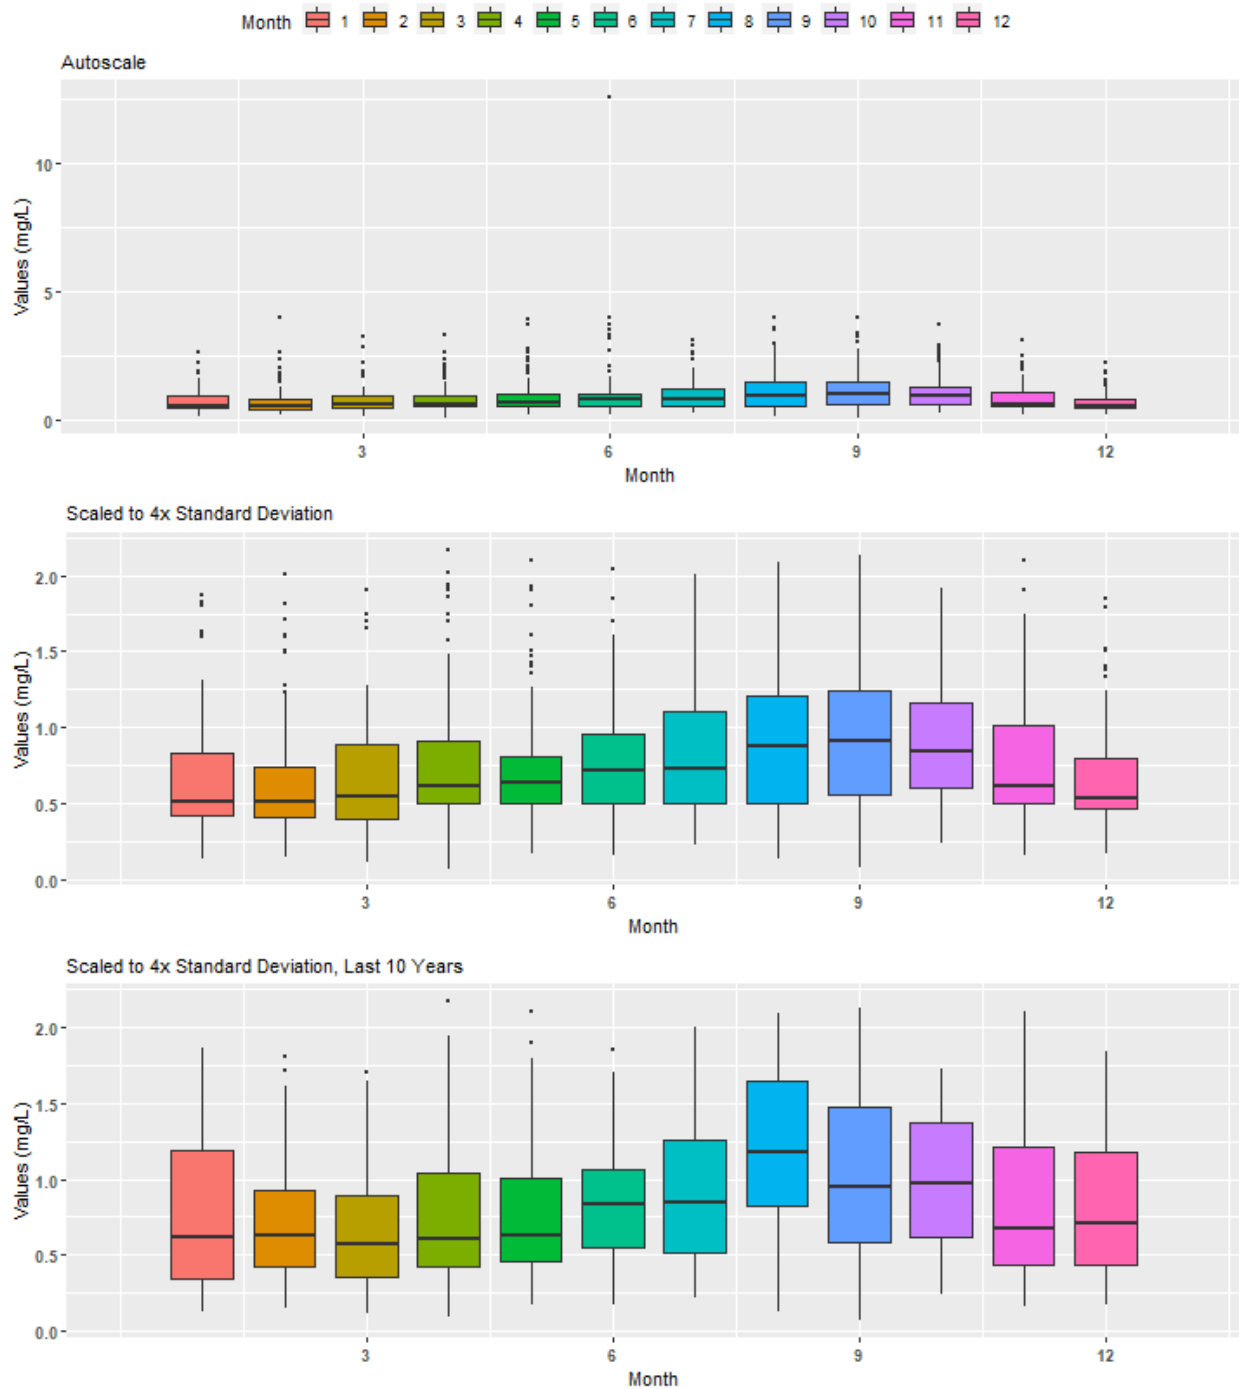 Month 1 2 3 4 5 6 7 8 9 10 11 12
Autoscale
Values (mg/L)
10
5
0
3 6 9 12
Month
Scaled to 4x Standard Deviation
Values (mg/L)
2.0
1.5
1.0
0.5
0.0
3 6 9 12
Month
Scaled to 4x Standard Deviation, Last 10 Years
Values (mg/L)
2.0
1.5
1.0
0.5
0.0
3 6 9 12
Month